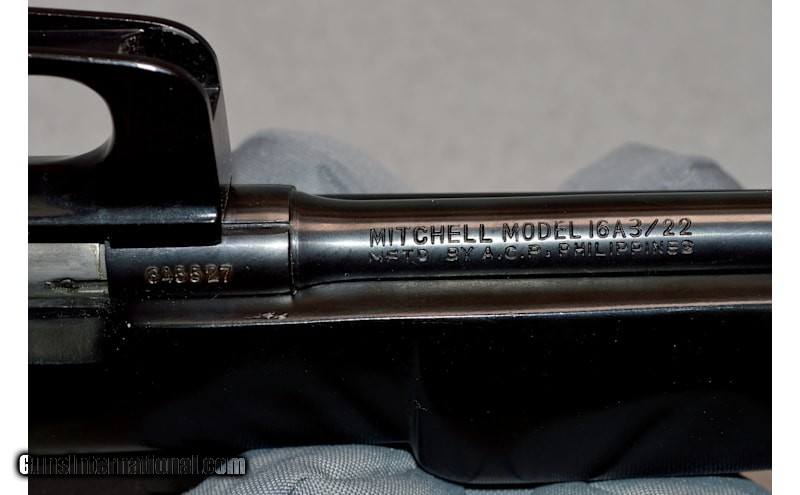 MITCHELL MODEL 16A3/22
MFTD BY A.C.P. PHILIPPINES
GunsInternational.com